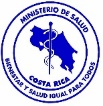 MINISTERIO DE SALUD
COSTA RICA
BIENESTAR Y SALUD IGUAL PARA TODOS